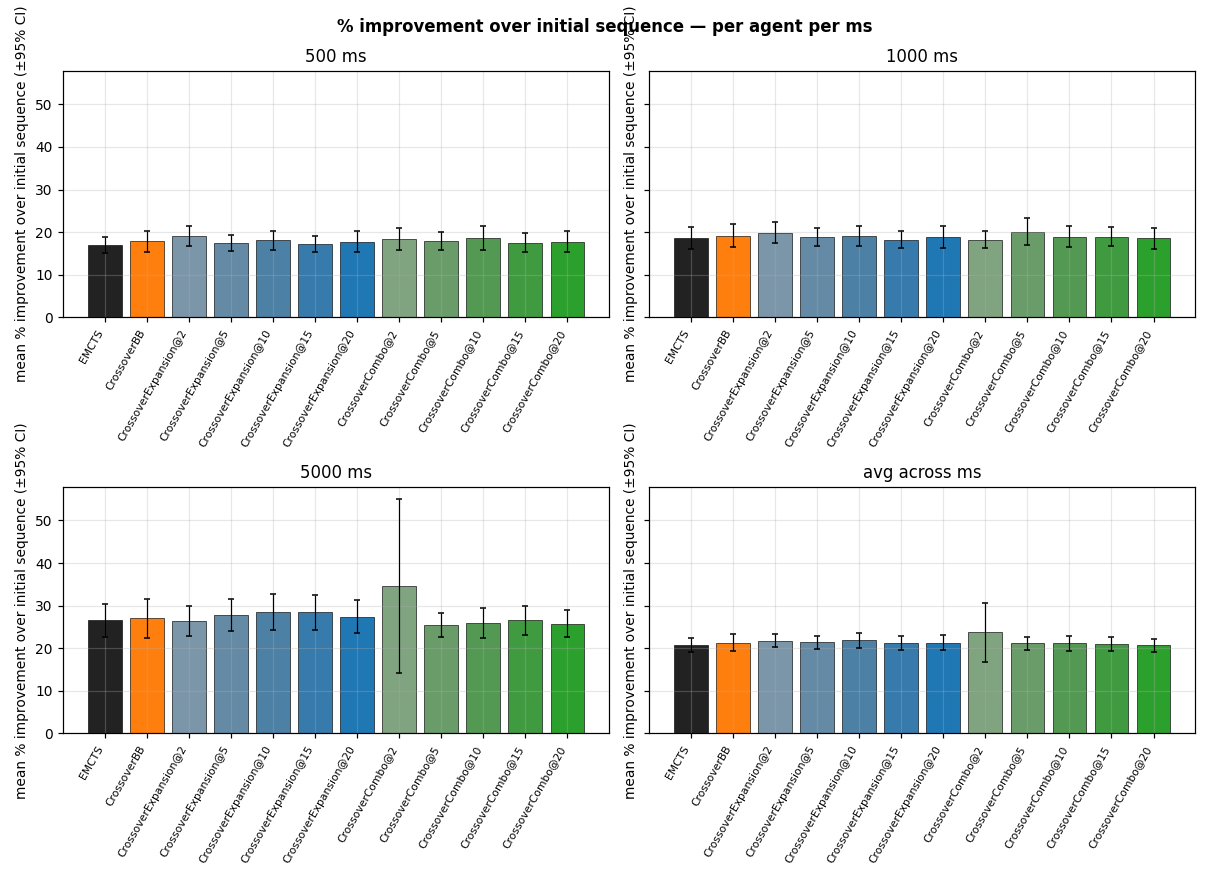 % improvement over initial sequence — per agent per ms
500 ms
mean % improvement over initial sequence (±95% CI)
50
40
30
20
10
0
EMCTS
CrossoverBB
CrossoverExpansion@2
CrossoverExpansion@5
CrossoverExpansion@10
CrossoverExpansion@15
CrossoverExpansion@20
CrossoverCombo@2
CrossoverCombo@5
CrossoverCombo@10
CrossoverCombo@15
CrossoverCombo@20
1000 ms
mean % improvement over initial sequence (±95% CI)
EMCTS
CrossoverBB
CrossoverExpansion@2
CrossoverExpansion@5
CrossoverExpansion@10
CrossoverExpansion@15
CrossoverExpansion@20
CrossoverCombo@2
CrossoverCombo@5
CrossoverCombo@10
CrossoverCombo@15
CrossoverCombo@20
5000 ms
mean % improvement over initial sequence (±95% CI)
50
40
30
20
10
0
EMCTS
CrossoverBB
CrossoverExpansion@2
CrossoverExpansion@5
CrossoverExpansion@10
CrossoverExpansion@15
CrossoverExpansion@20
CrossoverCombo@2
CrossoverCombo@5
CrossoverCombo@10
CrossoverCombo@15
CrossoverCombo@20
avg across ms
mean % improvement over initial sequence (±95% CI)
EMCTS
CrossoverBB
CrossoverExpansion@2
CrossoverExpansion@5
CrossoverExpansion@10
CrossoverExpansion@15
CrossoverExpansion@20
CrossoverCombo@2
CrossoverCombo@5
CrossoverCombo@10
CrossoverCombo@15
CrossoverCombo@20